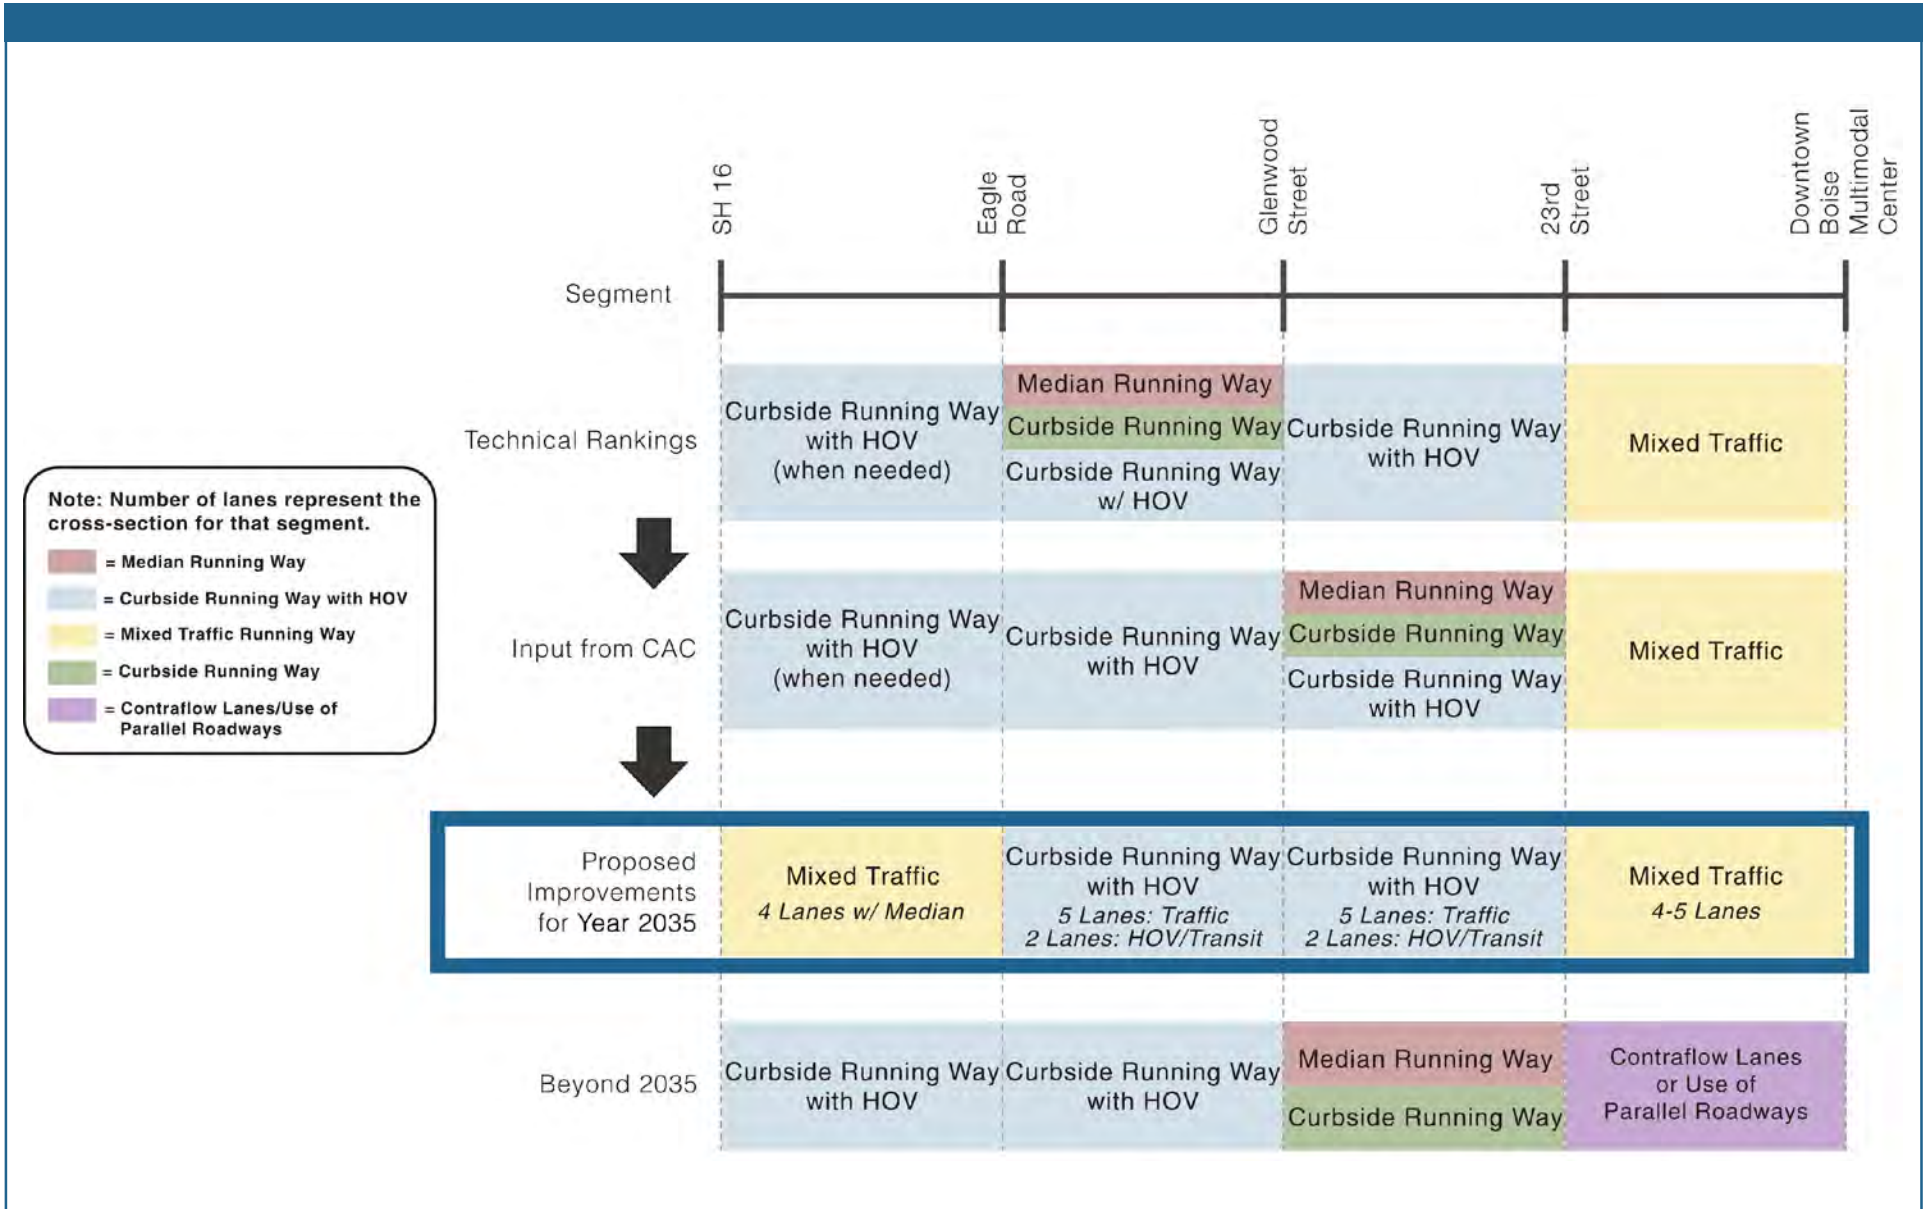 SH 16
Eagle
Road
Glenwood
Street
23rd
Street
Downtown
Boise
Multimodal
Center
Segment
Technical Rankings
Curbside Running Way
with HOV
(when needed)
Median Running Way
Curbside Running Way
Curbside Running Way
w/ HOV
Curbside Running Way
with HOV
Mixed Traffic
Note: Number of lanes represent the
cross-section for that segment.
= Median Running Way
= Curbside Running Way with HOV
= Mixed Traffic Running Way
= Curbside Running Way
= Contraflow Lanes/Use of
Parallel Roadways
Input from CAC
Curbside Running Way
with HOV
(when needed)
Curbside Running Way
with HOV
Median Running Way
Curbside Running Way
Curbside Running Way
with HOV
Mixed Traffic
Proposed
Improvements
for Year 2035
Mixed Traffic
4 Lanes w/ Median
Curbside Running Way
with HOV
5 Lanes: Traffic
2 Lanes: HOV/Transit
Curbside Running Way
with HOV
5 Lanes: Traffic
2 Lanes: HOV/Transit
Mixed Traffic
4-5 Lanes
Beyond 2035
Curbside Running Way
with HOV
Curbside Running Way
with HOV
Median Running Way
Curbside Running Way
Contraflow Lanes
or Use of
Parallel Roadways